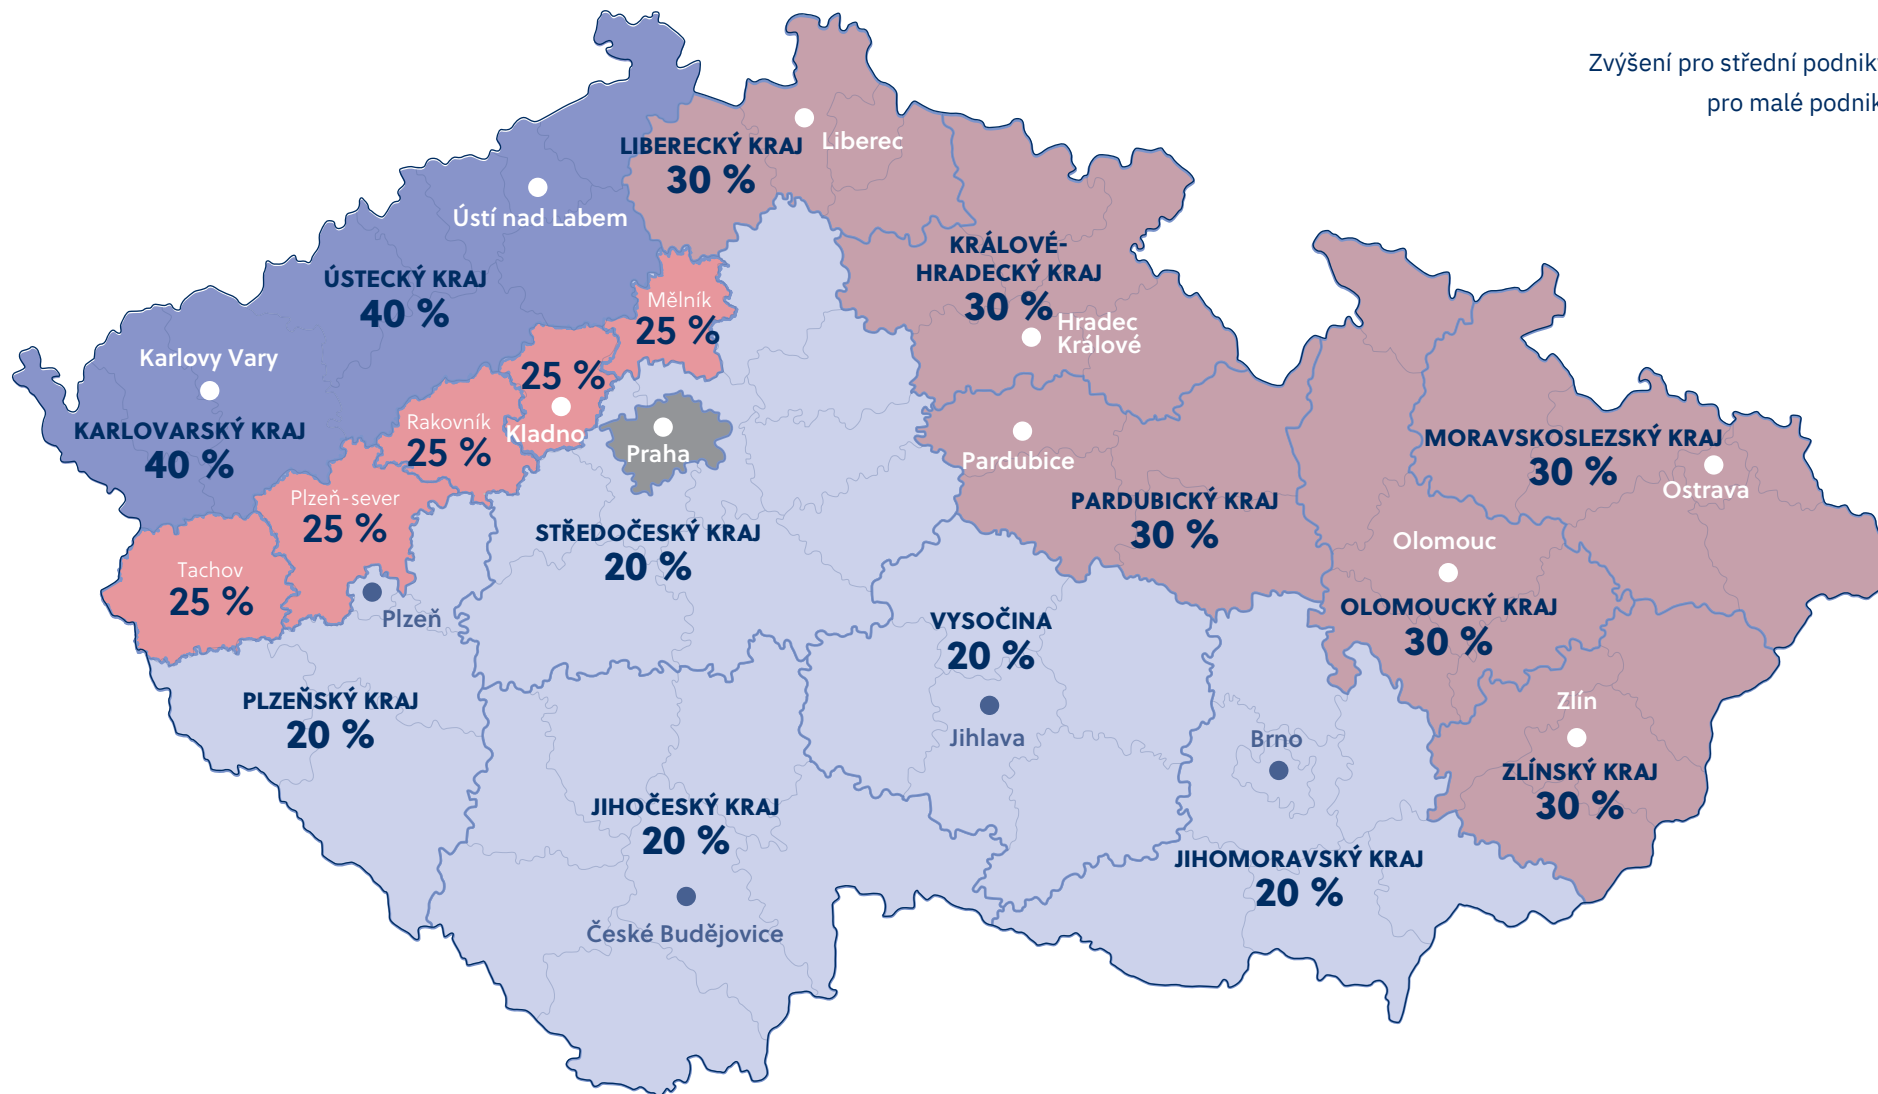 Zvýšení pro střední podniky
pro malé podnik
LIBERECKÝ KRAJ
30 %
Liberec
Ústí nad Labem
ÚSTECKÝ KRAJ
40 %
KRÁLOVÉ-
HRADECKÝ KRAJ
30 %
Hradec
Králové
Mělník
25 %
Karlovy Vary
KARLOVARSKÝ KRAJ
40 %
25 %
Kladno
Rakovník
25 %
Praha
Pardubice
PARDUBICKÝ KRAJ
30 %
MORAVSKOSLEZSKÝ KRAJ
30 %
Ostrava
Plzeň-sever
25 %
STŘEDOČESKÝ KRAJ
20 %
Olomouc
OLOMOUCKÝ KRAJ
30 %
Tachov
25 %
Plzeň
VYSOČINA
20 %
Jihlava
PLZEŇSKÝ KRAJ
20 %
Brno
Zlín
ZLÍNSKÝ KRAJ
30 %
JIHOČESKÝ KRAJ
20 %
České Budějovice
JIHOMORAVSKÝ KRAJ
20 %